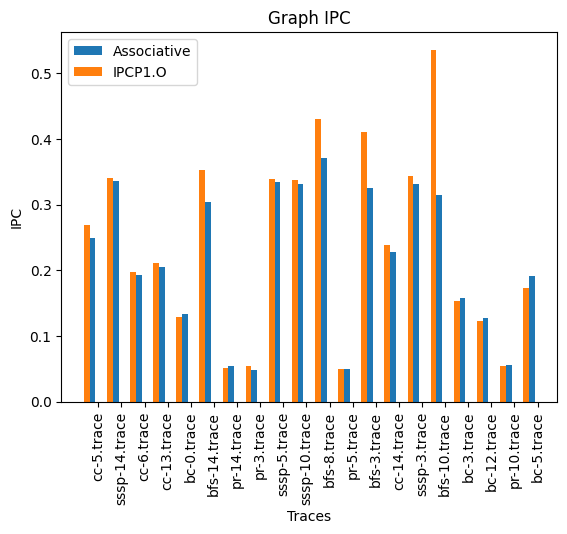 Graph IPC
Associative
IPCP1.O
IPC
0.5
0.4
0.3
0.2
0.1
0.0
cc-5.trace
sssp-14.trace
cc-6.trace
cc-13.trace
bc-0.trace
bfs-14.trace
pr-14.trace
pr-3.trace
sssp-5.trace
sssp-10.trace
bfs-8.trace
pr-5.trace
bfs-3.trace
cc-14.trace
sssp-3.trace
bfs-10.trace
bc-3.trace
bc-12.trace
pr-10.trace
bc-5.trace
Traces